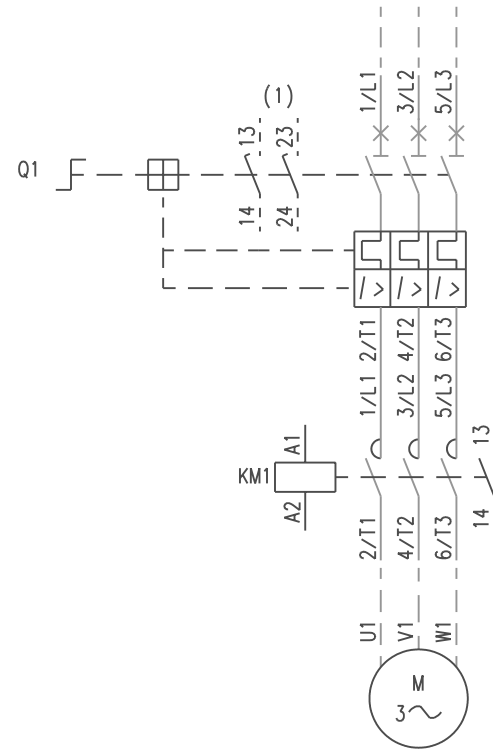 1/L1 3/L2 5/L3
(1)
13 23
Q1
14 24
I> I> I>
2/T1 4/T2 6/T3
1/L1 3/L2 5/L3
A1 13
KM1
A2 14
2/T1 4/T2 6/T3
U1 V1 W1
M
3~